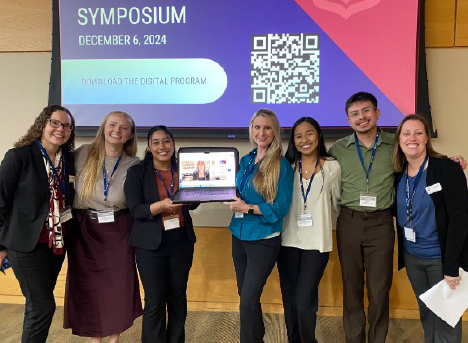 SYMPOSIUM
DECEMBER 6, 2024
DOWNLOAD THE DIGITAL PROGRAM